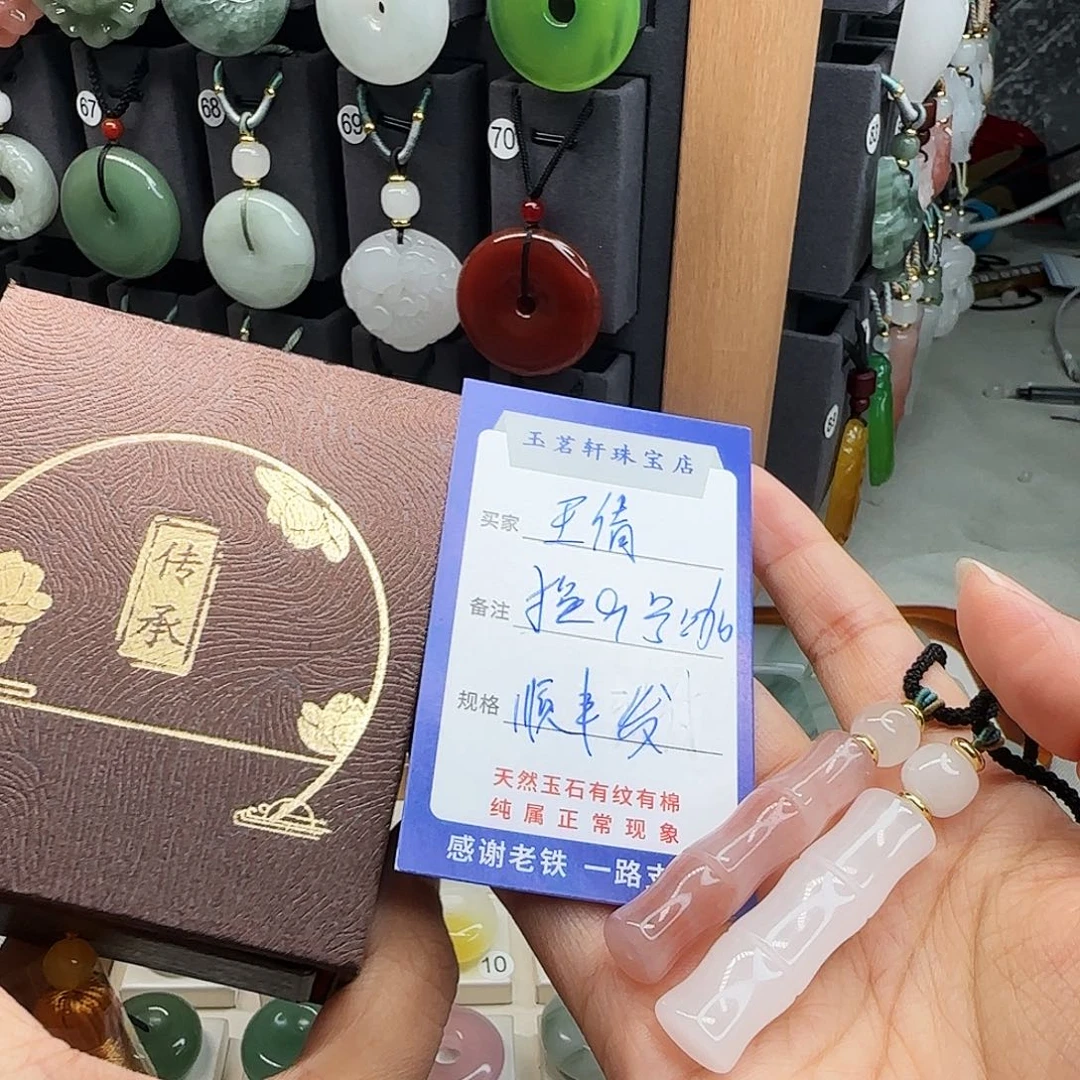 67
68
69
70
传
承
玉茗轩珠宝店
买家 王倩
备注
规格 顺丰发
天然玉石有纹有棉
纯属正常现象
感谢老铁 一路支
10